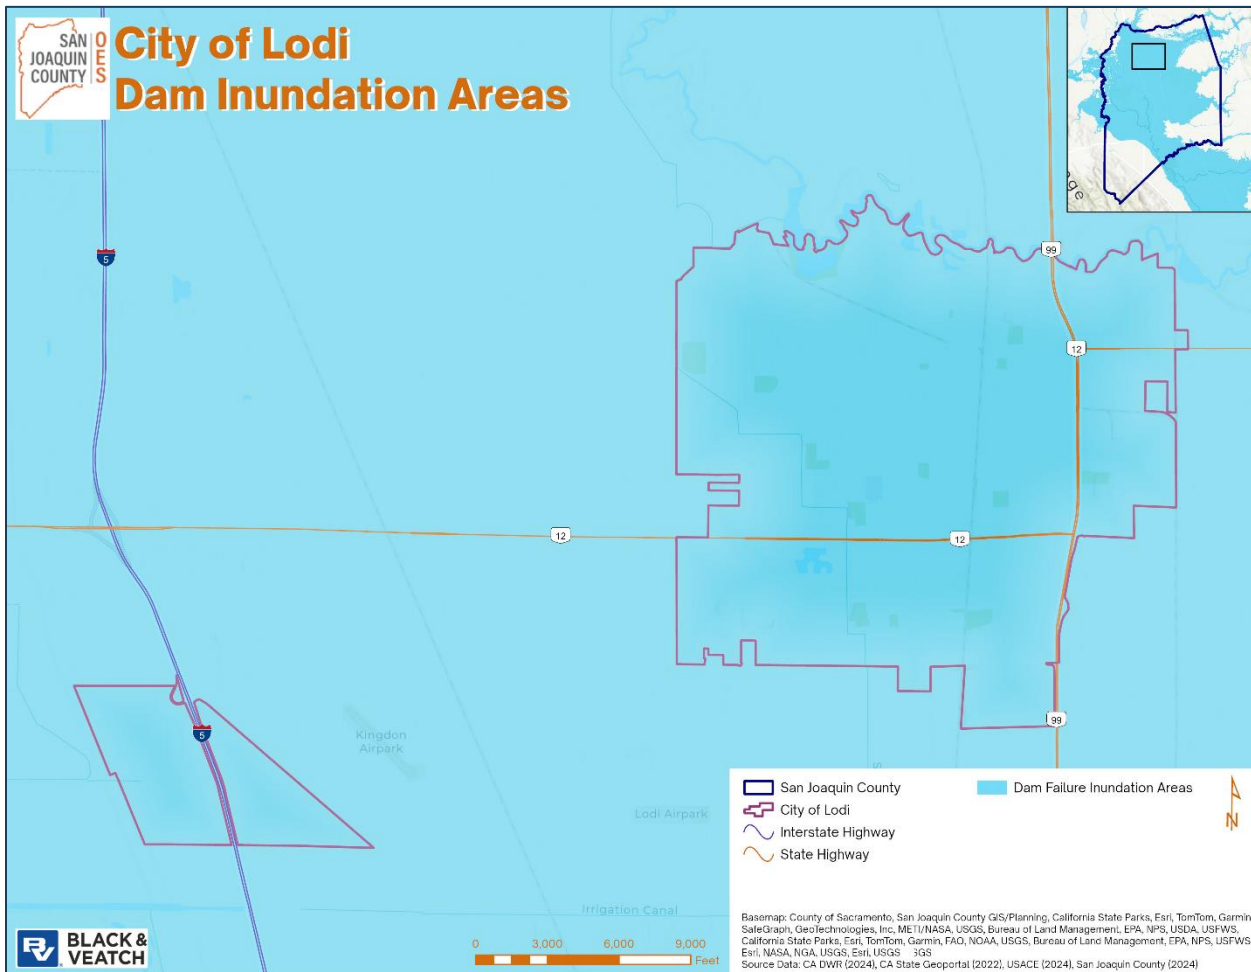 SAN
JOAQUIN
COUNTY
OES
City of Lodi
Dam Inundation Areas
5
99
12
12
12
5
99
Kingdon
Airpark
Lodi Airpark
Irrigation Canal
San Joaquin County
City of Lodi
Interstate Highway
State Highway
Dam Failure Inundation Areas
N
0 3,000 6,000 9,000
Feet
BV BLACK &
VEATCH
Basemap: County of Sacramento, San Joaquin County GIS/Planning, California State Parks, Esri, TomTom, Garmin,
SafeGraph, GeoTechnologies, Inc, METI/NASA, USGS, Bureau of Land Management, EPA, NPS, USDA, USFWS,
California State Parks, Esri, TomTom, Garmin, FAO, NOAA, USGS, Bureau of Land Management, EPA, NPS, USFWS
Esri, NASA, NGA, USGS, Esri, USGS
Source Data: CA DWR (2024), CA State Geoportal (2022), USACE (2024), San Joaquin County (2024)